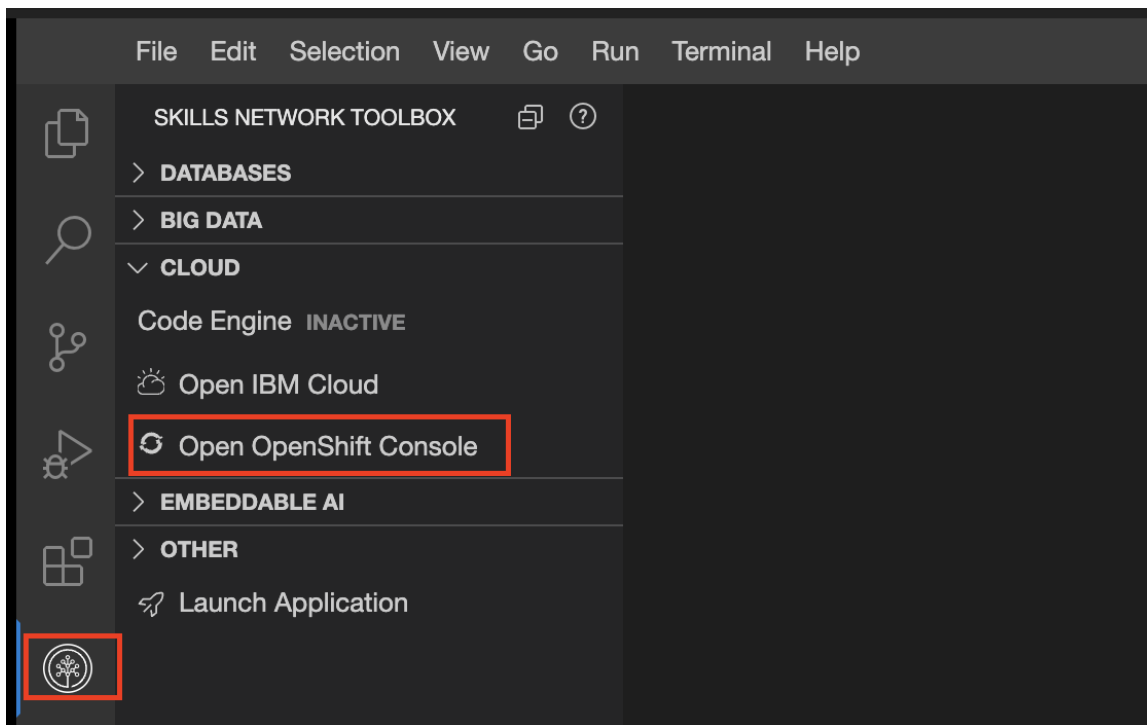 File Edit Selection View Go Run Terminal Help
SKILLS NETWORK TOOLBOX
DATABASES
BIG DATA
CLOUD
Code Engine INACTIVE
Open IBM Cloud
Open OpenShift Console
EMBEDDABLE AI
OTHER
Launch Application